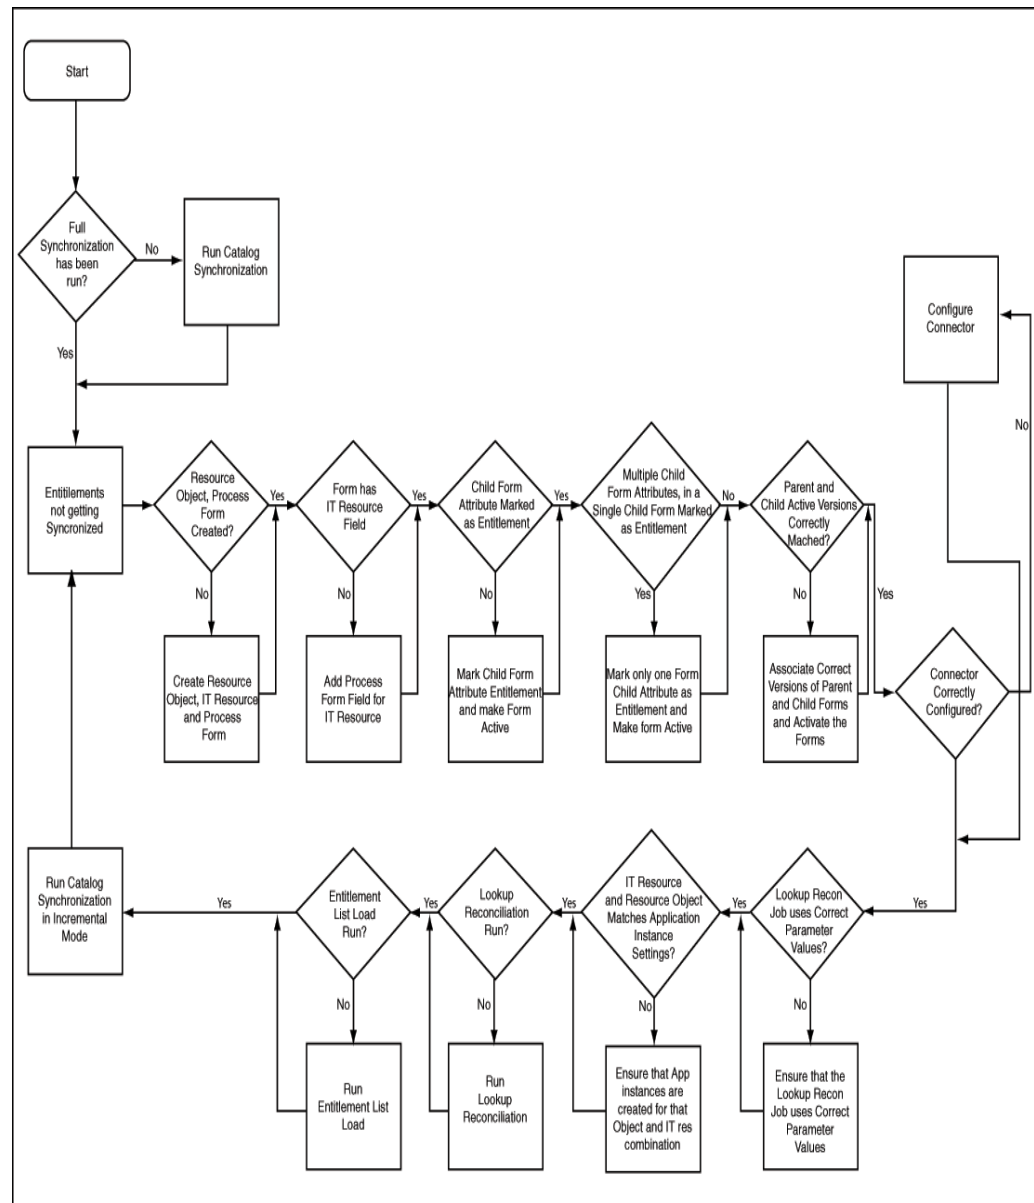 Start
Full
Synchronization
has been
run?
No
Run Catalog
Synchronization
Yes
Configure
Connector
No
Entitilements
not getting
Syncronized
Resource
Object, Process
Form
Created?
Yes
Form has
IT Resource
Field
Yes
Child Form
Attribute Marked
as Entitlement
Yes
Multiple Child
Form Attributes, in a
Single Child Form Marked
as Entitlement
No
Parent and
Child Active Versions
Correctly
Mached?
No
No
No
Yes
No
Yes
Create Resource
Object, IT Resource
and Process
Form
Add Process
Form Field for
IT Resource
Mark Child Form
Attribute Entitlement
and make Form
Active
Mark only one Form
Child Attribute as
Entitlement and
Make form Active
Associate Correct
Versions of Parent
and Child Forms
and Activate the
Forms
Connector
Correctly
Configured?
Run Catalog
Synchronization
in Incremental
Mode
Yes
Entitlement
List Load
Run?
Yes
Lookup
Reconciliation
Run?
Yes
IT Resource
and Resource Object
Matches Application
Instance
Settings?
Yes
Lookup Recon
Job uses Correct
Parameter
Values?
Yes
No
No
No
No
Run
Entitlement List
Load
Run
Lookup
Reconciliation
Ensure that App
instances are
created for that
Object and IT res
combination
Ensure that the
Lookup Recon
Job uses Correct
Parameter
Values